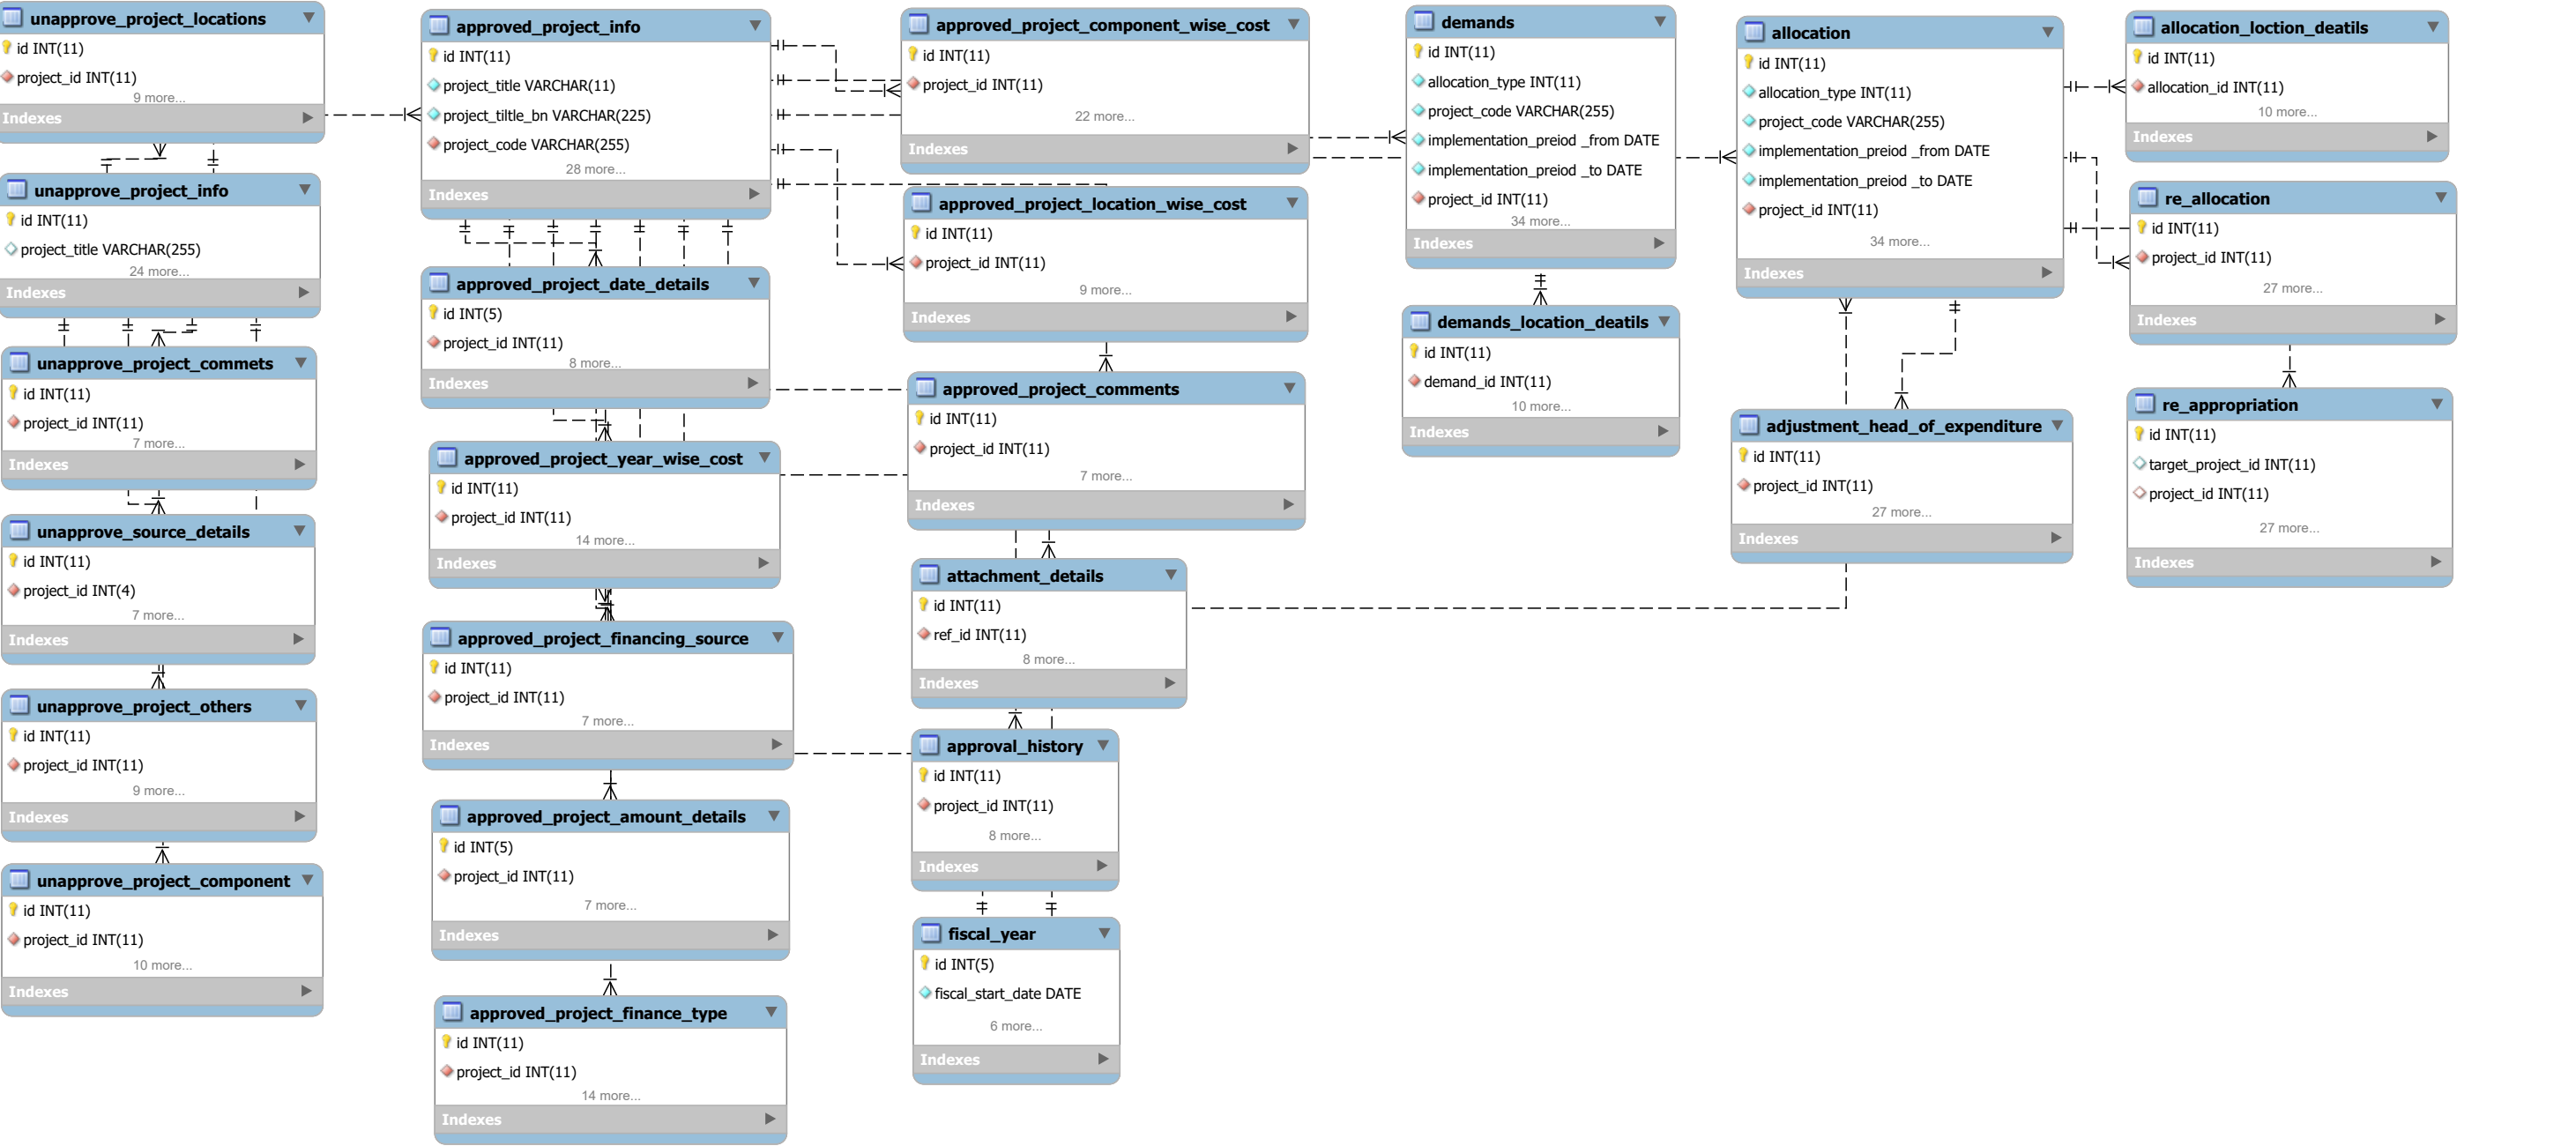 unapprove_project_locations
id INT(11)
project_id INT(11)
9 more...
Indexes
unapprove_project_info
id INT(11)
project_title VARCHAR(255)
24 more...
Indexes
unapprove_project_commets
id INT(11)
project_id INT(11)
7 more...
Indexes
unapprove_source_details
id INT(11)
project_id INT(4)
7 more...
Indexes
unapprove_project_others
id INT(11)
project_id INT(11)
9 more...
Indexes
unapprove_project_component
id INT(11)
project_id INT(11)
10 more...
Indexes
approved_project_info
id INT(11)
project_title VARCHAR(11)
project_tiltle_bn VARCHAR(225)
project_code VARCHAR(255)
28 more...
Indexes
approved_project_date_details
id INT(5)
project_id INT(11)
8 more...
Indexes
approved_project_year_wise_cost
id INT(11)
project_id INT(11)
14 more...
Indexes
approved_project_financing_source
id INT(11)
project_id INT(11)
7 more...
Indexes
approved_project_amount_details
id INT(5)
project_id INT(11)
7 more...
Indexes
approved_project_finance_type
id INT(11)
project_id INT(11)
14 more...
Indexes
approved_project_component_wise_cost
id INT(11)
project_id INT(11)
22 more...
Indexes
approved_project_location_wise_cost
id INT(11)
project_id INT(11)
9 more...
Indexes
approved_project_comments
id INT(11)
project_id INT(11)
7 more...
Indexes
attachment_details
id INT(11)
ref_id INT(11)
8 more...
Indexes
approval_history
id INT(11)
project_id INT(11)
8 more...
Indexes
fiscal_year
id INT(5)
fiscal_start_date DATE
6 more...
Indexes
demands
id INT(11)
allocation_type INT(11)
project_code VARCHAR(255)
implementation_preiod _from DATE
implementation_preiod _to DATE
project_id INT(11)
34 more...
Indexes
demands_location_deatils
id INT(11)
demand_id INT(11)
10 more...
Indexes
allocation
id INT(11)
allocation_type INT(11)
project_code VARCHAR(255)
implementation_preiod _from DATE
implementation_preiod _to DATE
project_id INT(11)
34 more...
Indexes
adjustment_head_of_expenditure
id INT(11)
project_id INT(11)
27 more...
Indexes
allocation_loction_deatils
id INT(11)
allocation_id INT(11)
10 more...
Indexes
re_allocation
id INT(11)
project_id INT(11)
27 more...
Indexes
re_appropriation
id INT(11)
target_project_id INT(11)
project_id INT(11)
27 more...
Indexes